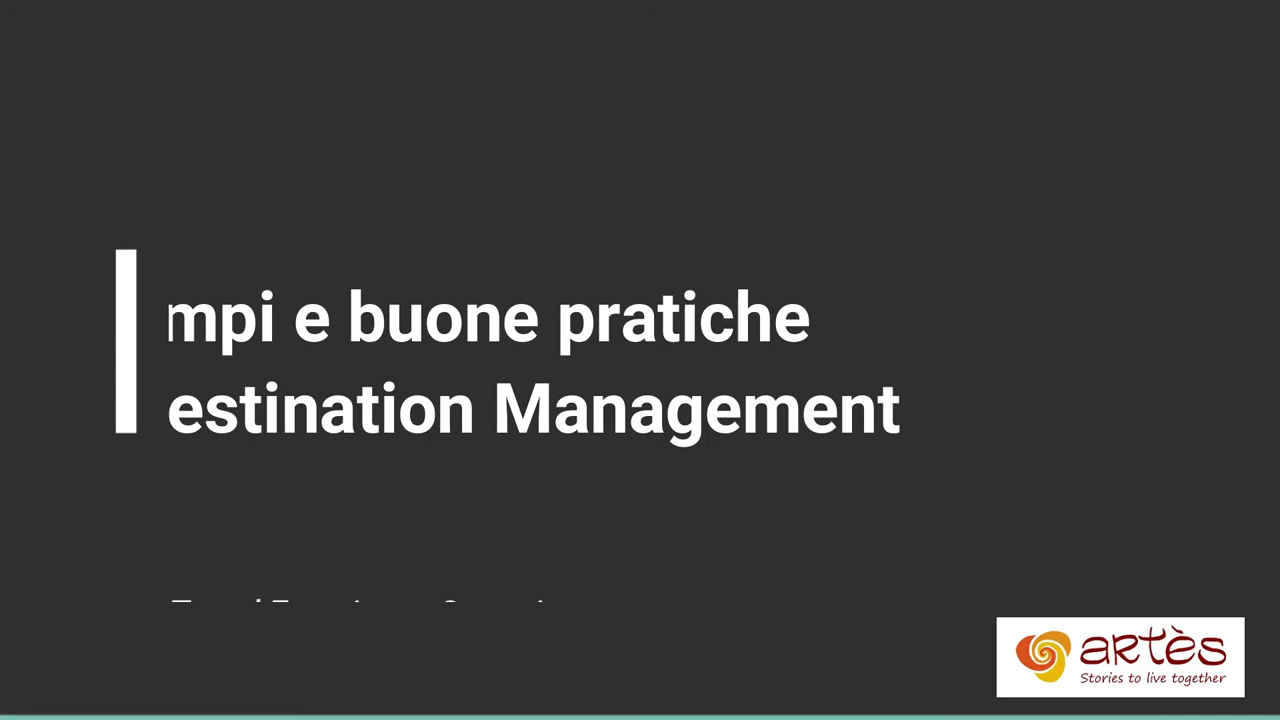 mpi e buone pratiche
estination Management
artès
Stories to live together